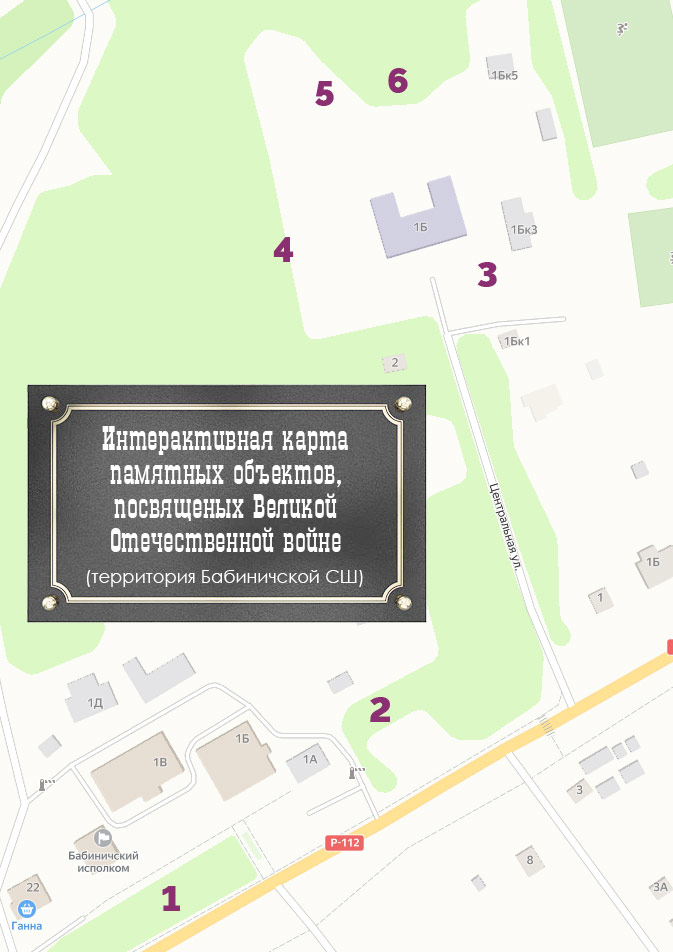 5
6
1Бк5
1Б
1Бк3
4
3
1Бк1
2
Интерактивная карта
памятных объектов,
посвященых Великой
Отечественной войне
(территория Бабиничской СШ)
Центральная ул.
1Б
1
1Д
2
1Б
1В
1А
3
Р-112
Бабиничский
исполком
8
22
1
3А
Ганна